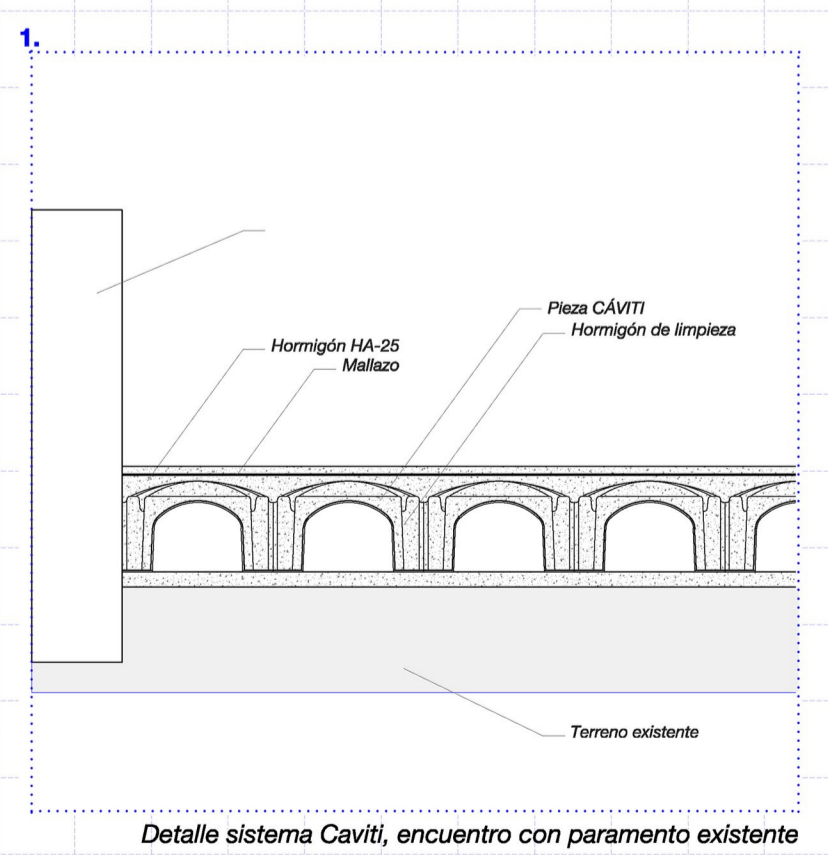 1.
Pieza CÁVITI
Hormigón de limpieza
Hormigón HA-25
Mallazo
Terreno existente
Detalle sistema Caviti, encuentro con paramento existente